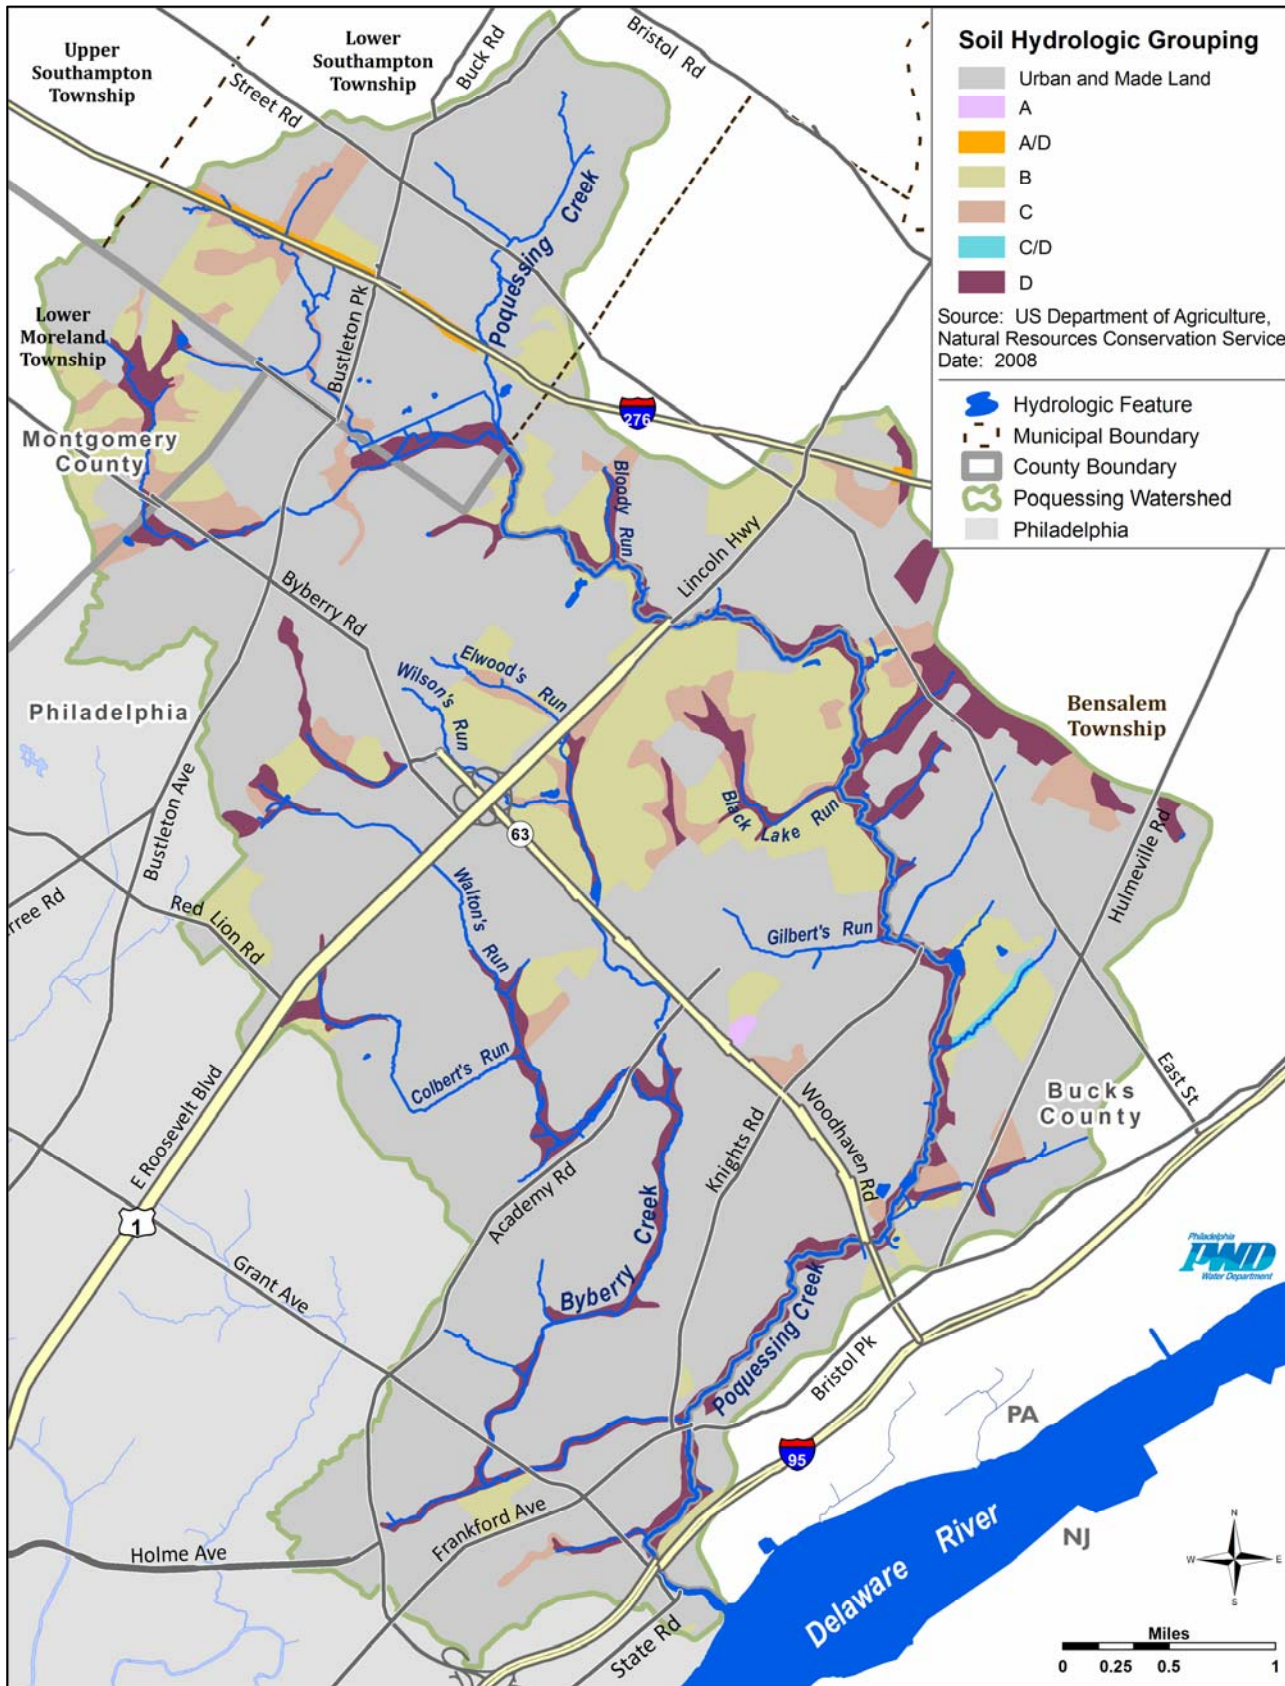 Upper
Southampton
Township
Lower
Southampton
Township
Buck Rd
Bristol Rd
Street Rd
Poquessing Creek
Lower
Moreland
Township
Bustleton Pk
Montgomery
County
276
Bloody Run
Lincoln Hwy
Byberry Rd
Elwood's Run
Wilson's Run
Philadelphia
Bensalem
Township
Black Lake Run
63
Bustleton Ave
Hulmeville Rd
rree Rd
Red Lion Rd
Walton's Run
Gilbert's Run
Colbert's Run
E Roosevelt Blvd
East St
Bucks
County
Woodhaven Rd
Knights Rd
Academy Rd
1
Grant Ave
Byberry Creek
Poquessing Creek
Bristol Pk
95
PA
NJ
Frankford Ave
Holme Ave
State Rd
Delaware River
Soil Hydrologic Grouping
Urban and Made Land
A
A/D
B
C
C/D
D
Source: US Department of Agriculture,
Natural Resources Conservation Service
Date: 2008
Hydrologic Feature
Municipal Boundary
County Boundary
Poquessing Watershed
Philadelphia
Philadelphia
PWD
Water Department
N
W E
S
Miles
0 0.25 0.5 1